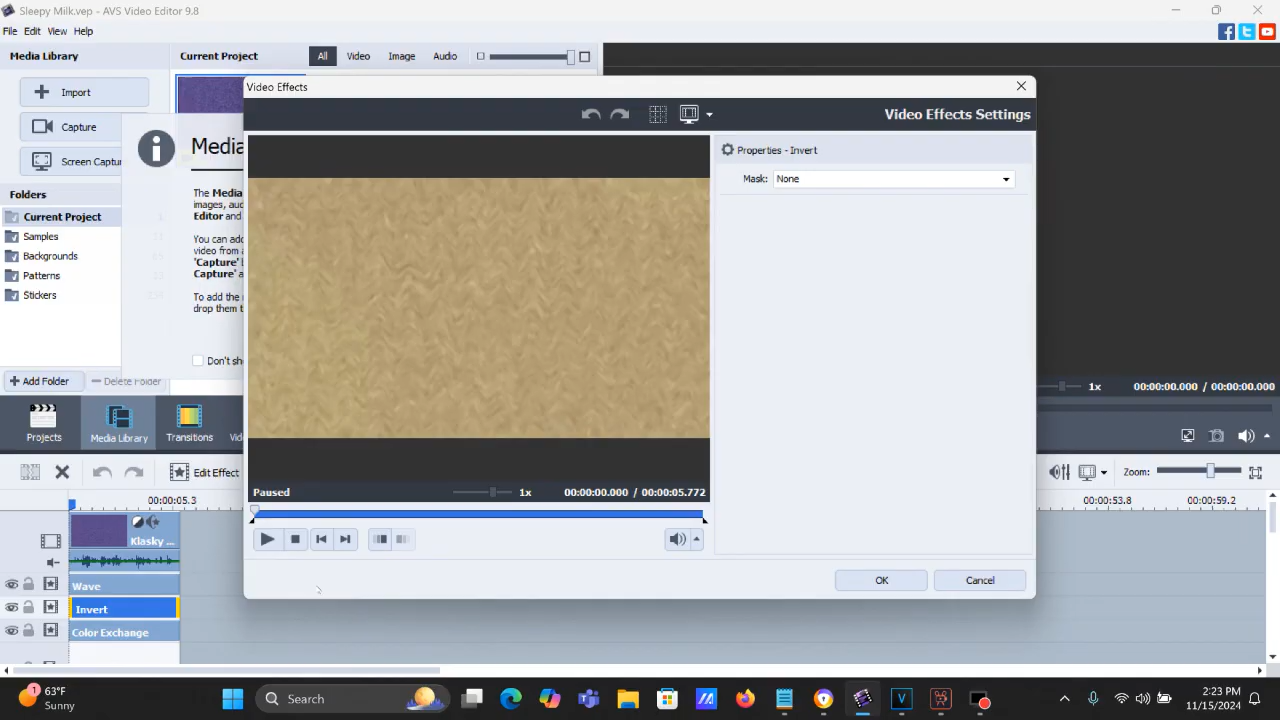 Sleepy Milk.vep - AVS Video Editor 9.8
File Edit View Help
Media Library
Current Project
All Video Image Audio
Import
Capture
Screen Captu
Folders
Current Project
Samples
Backgrounds
Patterns
Stickers
Add Folder
Delete Folder
Media
The Media
images, aud
Editor and
You can add
video from a
'Capture'
Capture' a
To add the
drop them t
Don't sh
Video Effects
Video Effects Settings
Properties - Invert
Mask: None
Paused
1x
00:00:00.000 / 00:00:05.772
OK
Cancel
1x
00:00:00.000 / 00:00:00.000
Projects
Media Library
Transitions
Vid
Edit Effect
Zoom:
00:00:05.3
00:00:53.8
00:00:59.2
Klasky ...
Wave
Invert
Color Exchange
1
63°F
Sunny
Search
2:23 PM
11/15/2024